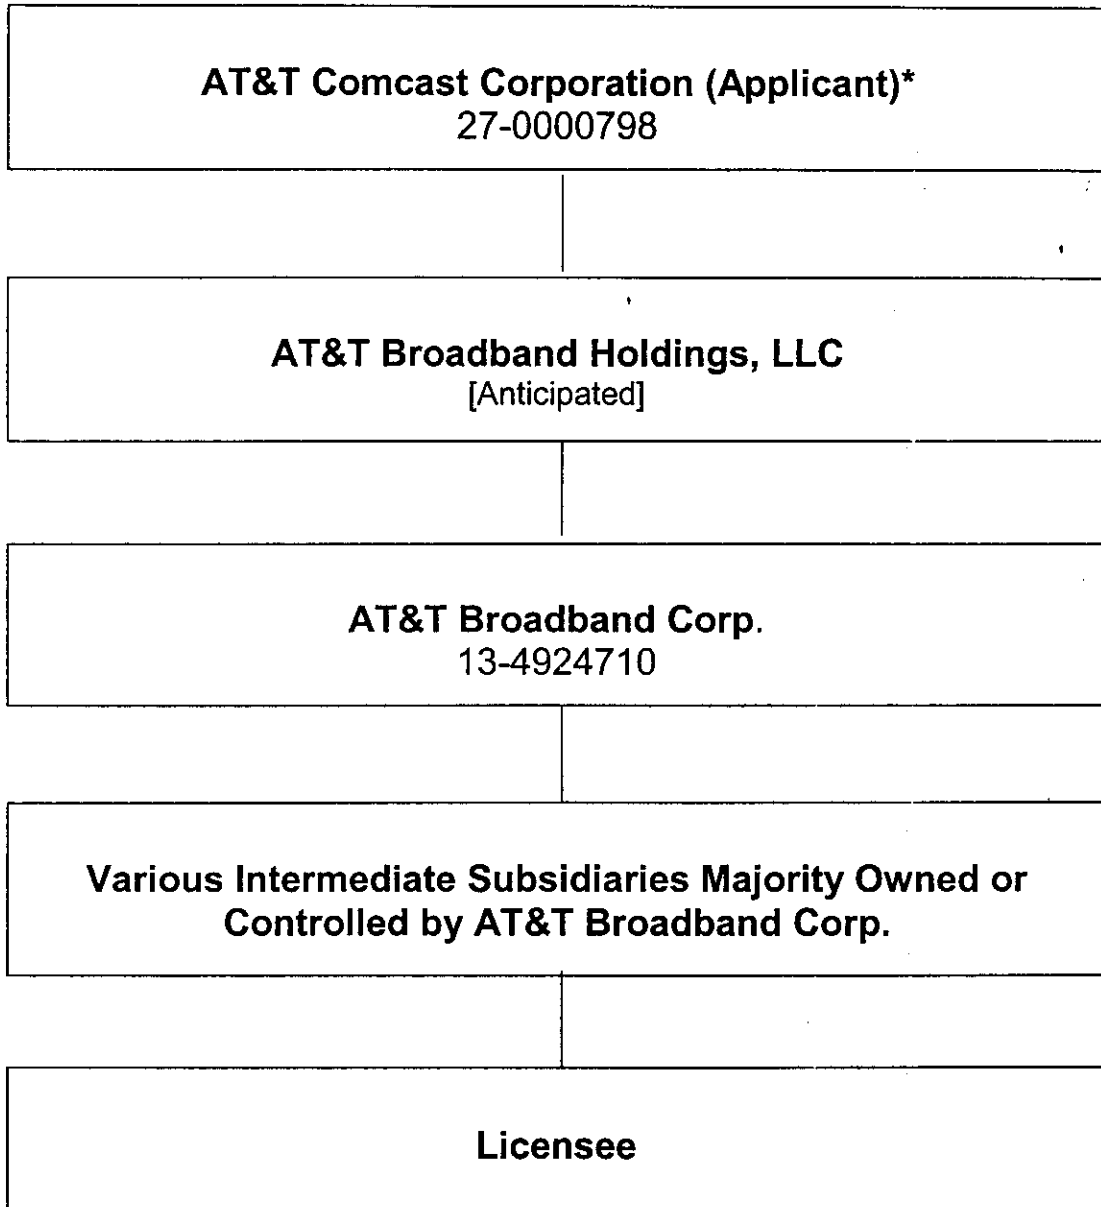 AT&T Comcast Corporation (Applicant)*
27-0000798
AT&T Broadband Holdings, LLC
[Anticipated]
AT&T Broadband Corp.
13-4924710
Various Intermediate Subsidiaries Majority Owned or
Controlled by AT&T Broadband Corp.
Licensee